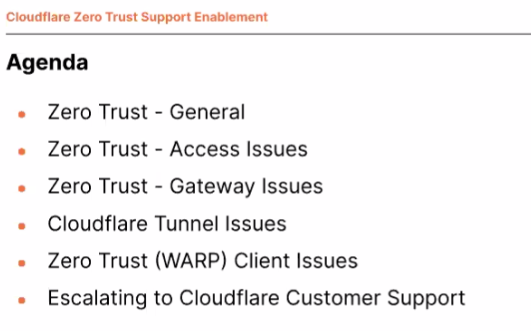 Cloudflare Zero Trust Support Enablement
Agenda
Zero Trust - General
Zero Trust - Access Issues
Zero Trust - Gateway Issues
Cloudflare Tunnel Issues
Zero Trust (WARP) Client Issues
Escalating to Cloudflare Customer Support